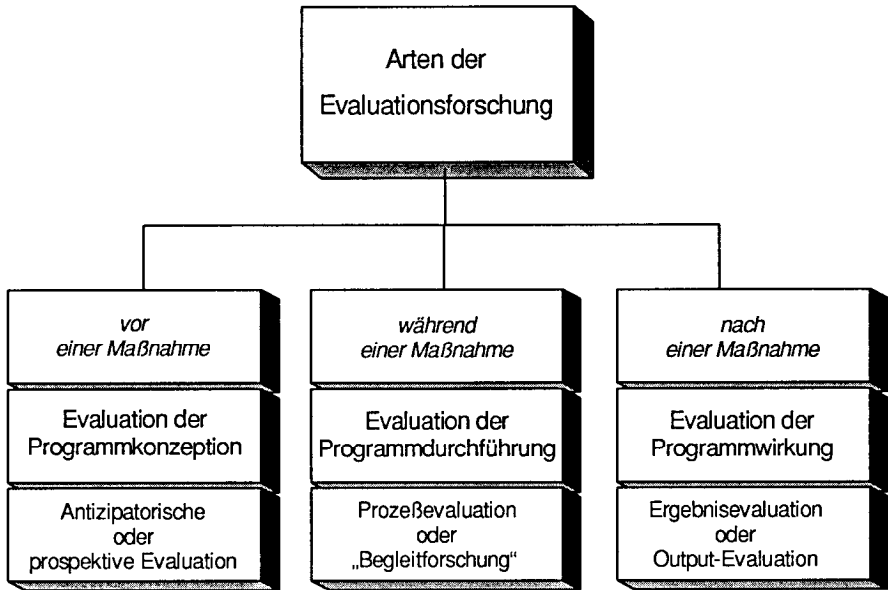 Arten der
Evaluationsforschung
vor
einer Maßnahme
während
einer Maßnahme
nach
einer Maßnahme
Evaluation der
Programmkonzeption
Evaluation der
Programmdurchführung
Evaluation der
Programmwirkung
Antizipatorische
oder
prospektive Evaluation
Prozeßevaluation
oder
„Begleitforschung“
Ergebnisevaluation
oder
Output-Evaluation